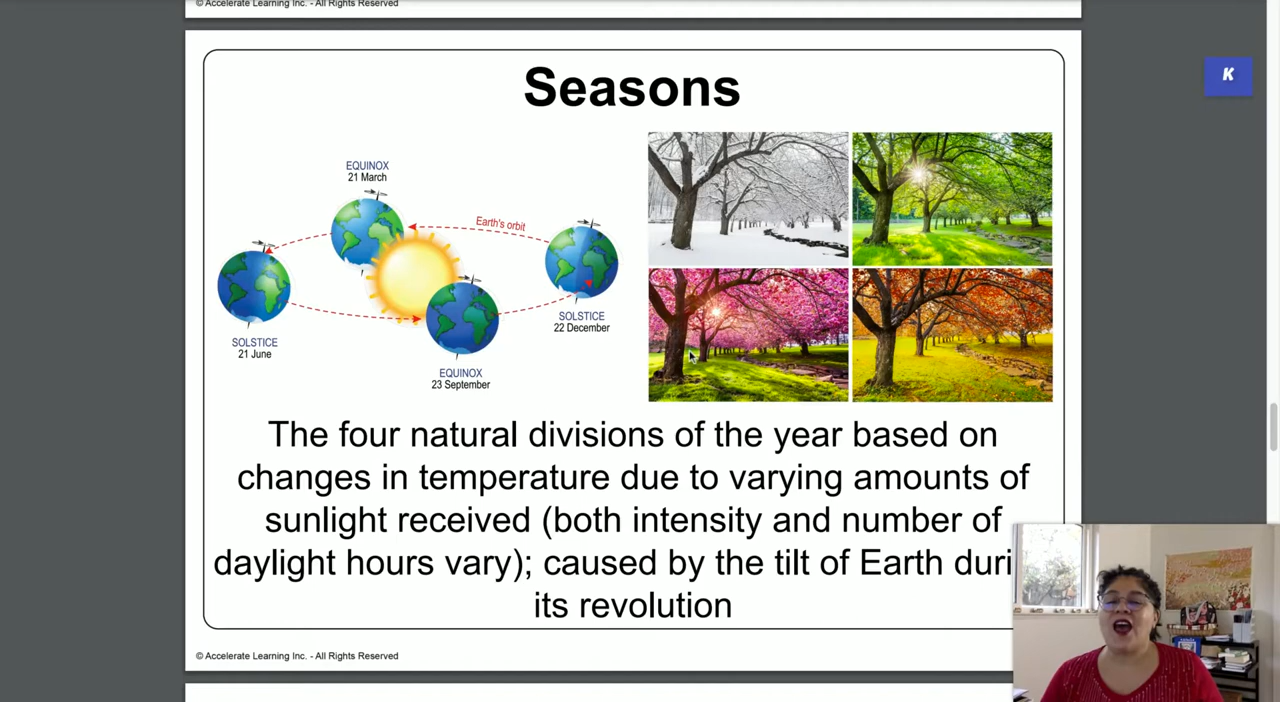 © Accelerate Learning Inc. - All Rights Reserved
K
Seasons
EQUINOX
21 March
Earth's orbit
SOLSTICE
22 December
SOLSTICE
21 June
EQUINOX
23 September
The four natural divisions of the year based on
changes in temperature due to varying amounts of
sunlight received (both intensity and number of
daylight hours vary); caused by the tilt of Earth duri
its revolution
© Accelerate Learning Inc. - All Rights Reserved